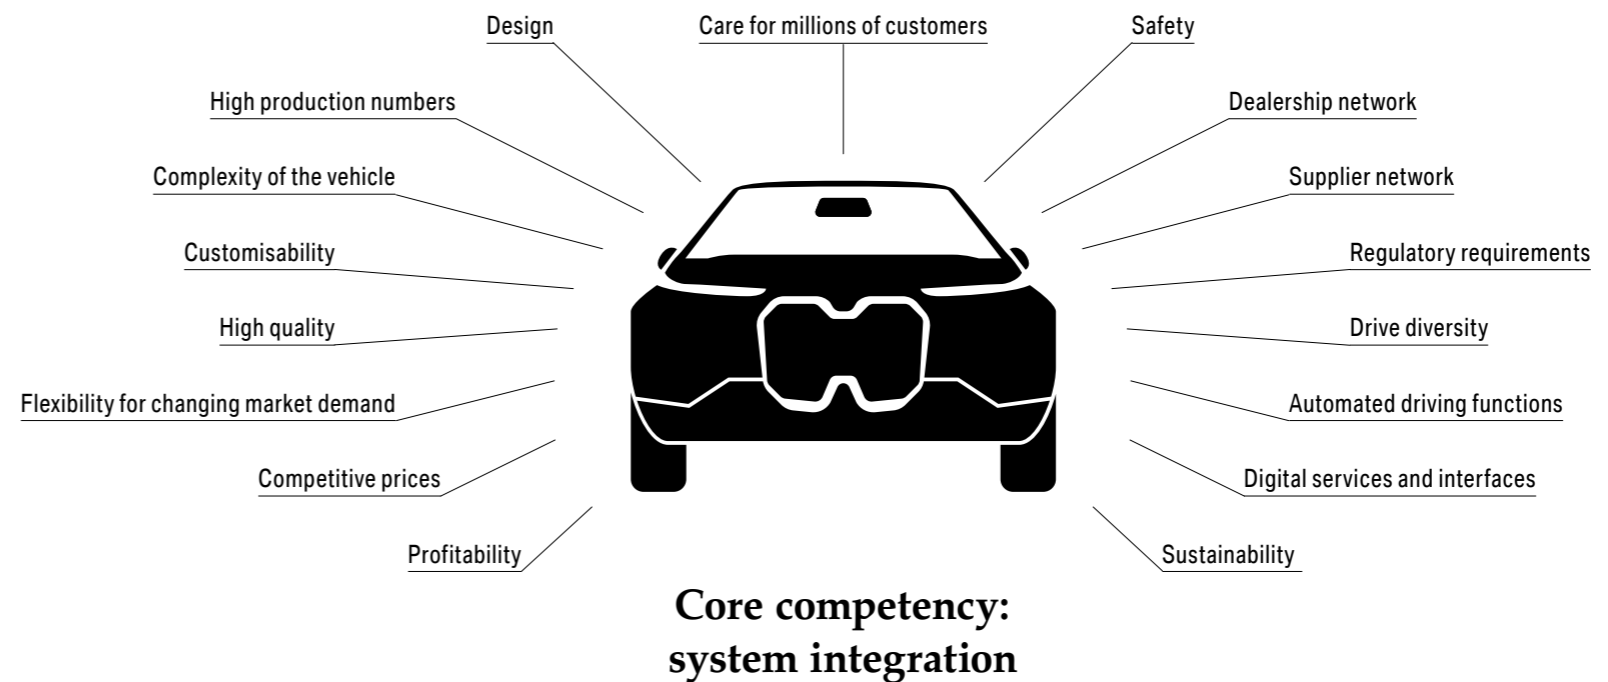 Design
Care for millions of customers
Safety
High production numbers
Dealership network
Complexity of the vehicle
Supplier network
Customisability
Regulatory requirements
High quality
Drive diversity
Flexibility for changing market demand
Automated driving functions
Competitive prices
Digital services and interfaces
Profitability
Sustainability
Core competency:
system integration